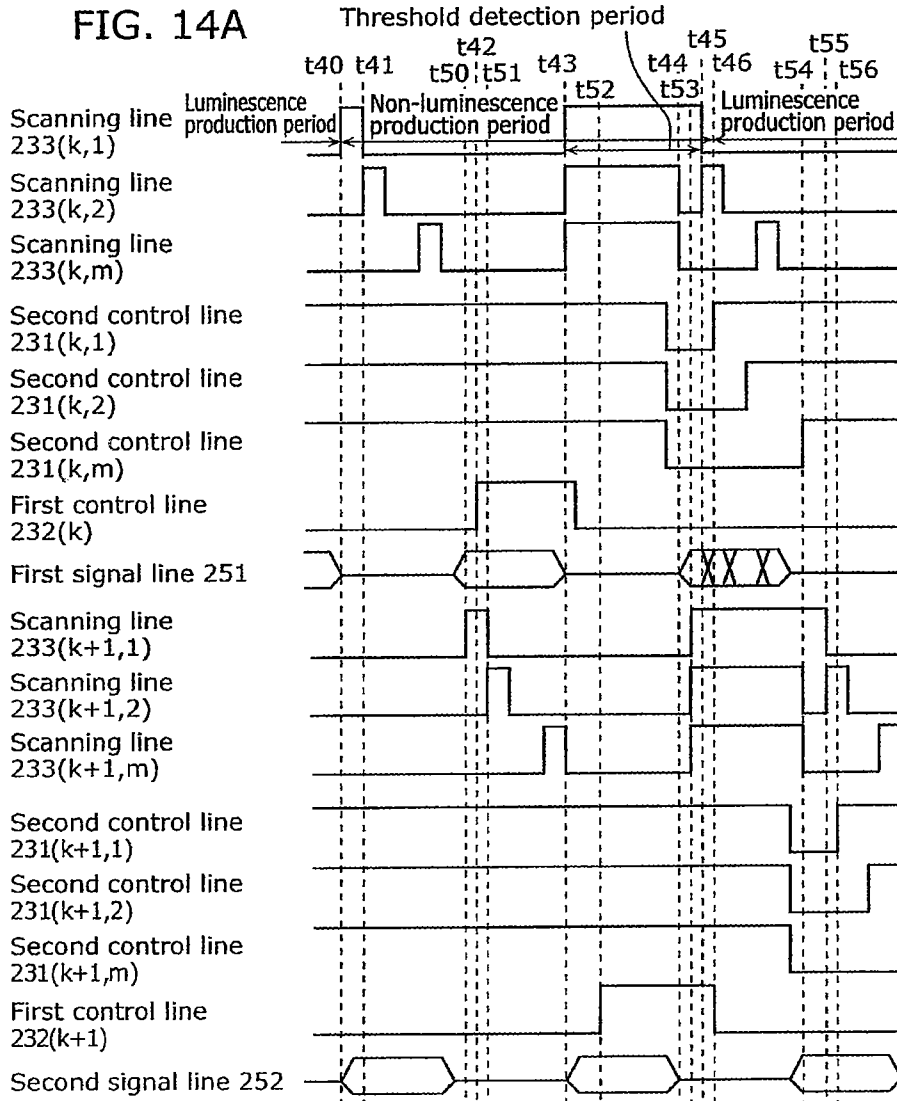 FIG. 14A
Threshold detection period
t40
t41
t42
t50
t51
t43
t52
t44
t53
t45
t46
t54
t55
t56
Luminescence
production period
Non-luminescence
production period
Luminescence
production period
Scanning line
233(k,1)
Scanning line
233(k,2)
Scanning line
233(k,m)
Second control line
231(k,1)
Second control line
231(k,2)
Second control line
231(k,m)
First control line
232(k)
First signal line 251
Scanning line
233(k+1,1)
Scanning line
233(k+1,2)
Scanning line
233(k+1,m)
Second control line
231(k+1,1)
Second control line
231(k+1,2)
Second control line
231(k+1,m)
First control line
232(k+1)
Second signal line 252